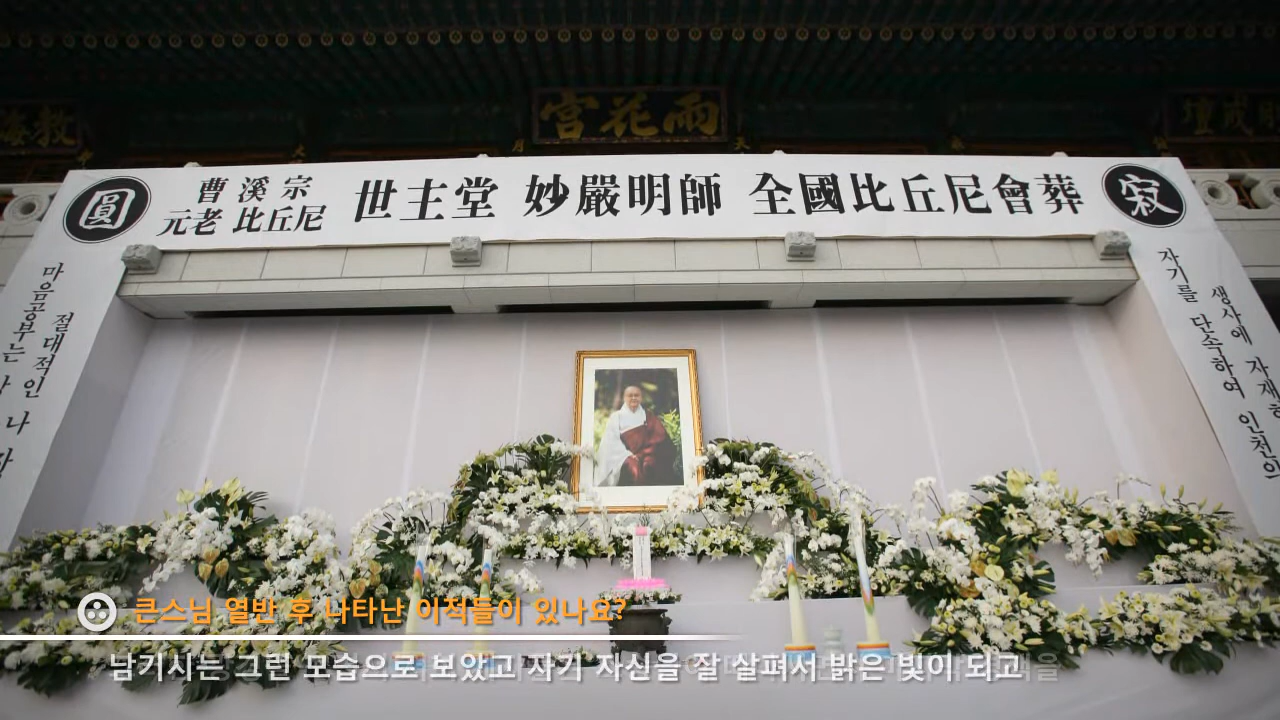 雨花宮
圓
曹溪宗
元老 比丘尼
世主堂 妙嚴明師 全國比丘尼會葬
寂
마음공부는
절대적인 나
자기를 단속하여 인천의
생사에 자재
큰스님 열반 후 나타난 이적들이 있나요?
남기시는 그런 모습으로 보았고 자기 자신을 잘 살펴서 밝은 빛이 되고